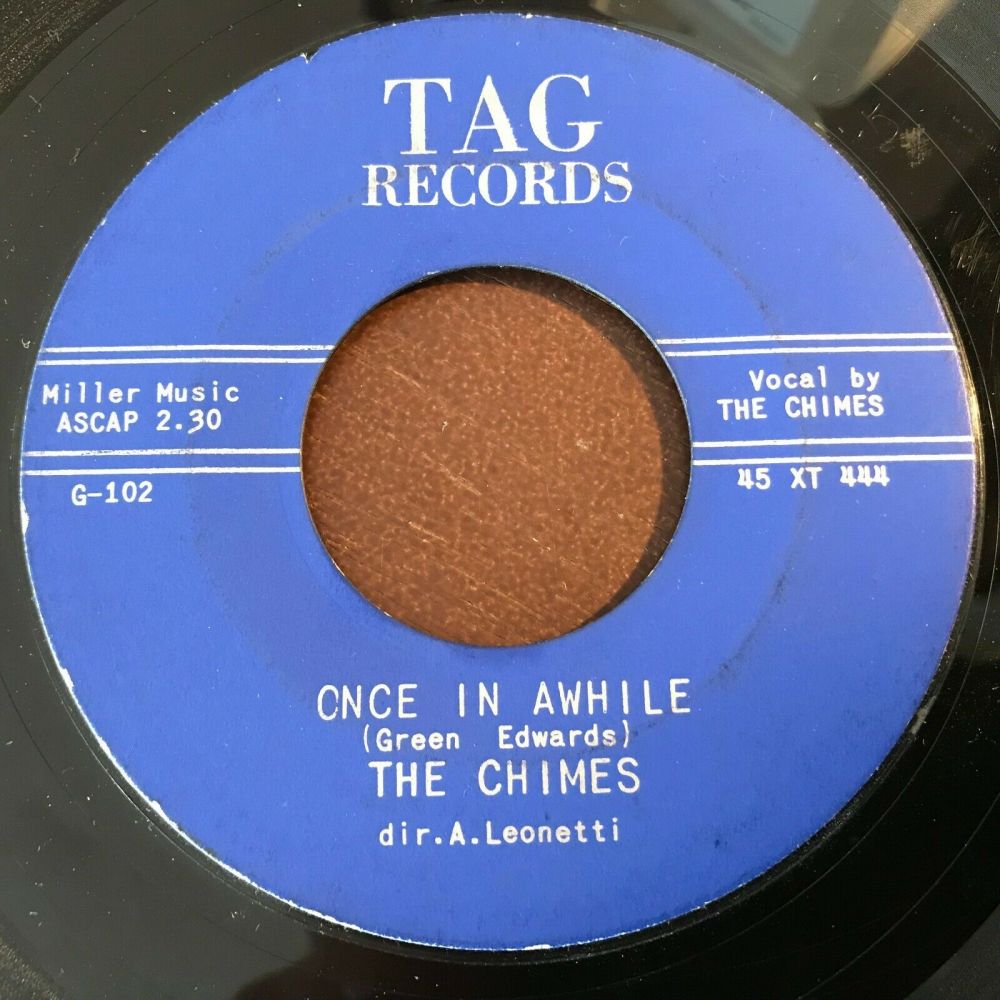 TAG
RECORDS
Miller Music
ASCAP 2.30
G-102
Vocal by
THE CHIMES
45 XT 444
ONCE IN AWHILE
(Green Edwards)
THE CHIMES
dir.A.Leonetti